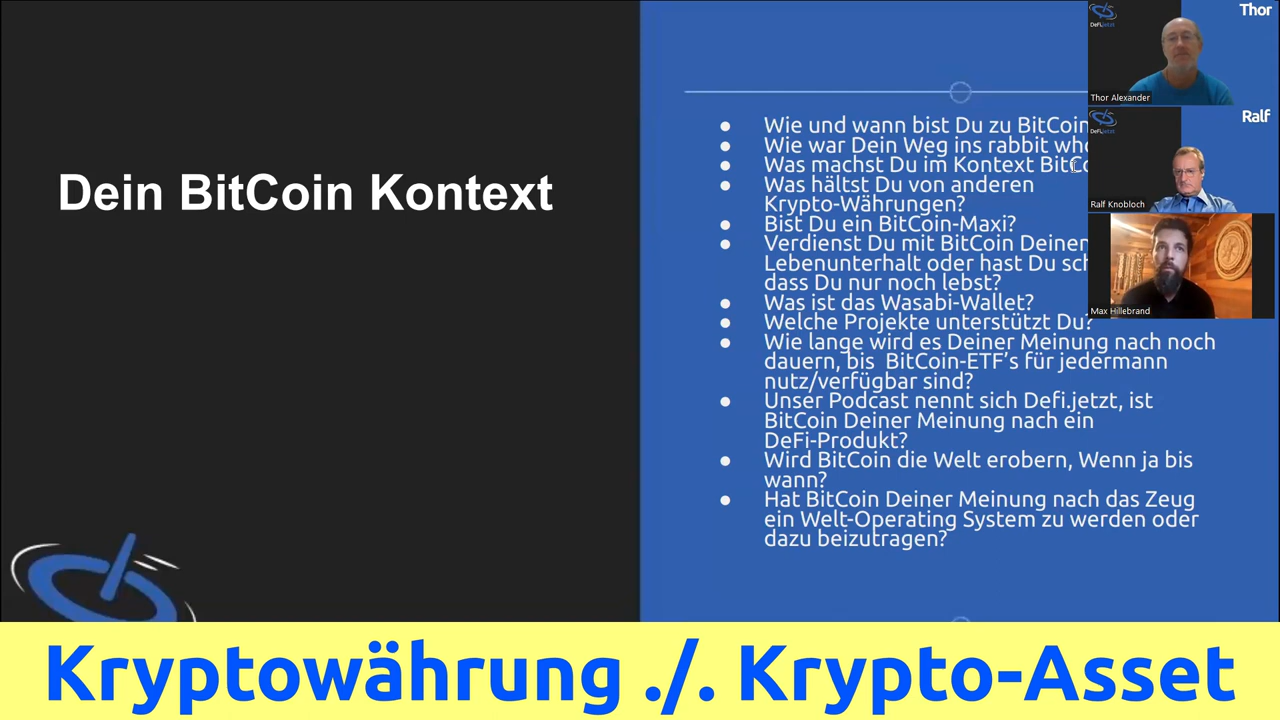 Dein BitCoin Kontext
Wie und wann bist Du zu BitCoin
Wie war Dein Weg ins rabbit
Was machst Du im Kontext
Was hältst Du von anderen
Krypto-Währungen?
Bist Du ein BitCoin-Maxi?
Verdienst Du mit BitCoin
Lebenunterhalt oder hast Du
dass Du nur noch lebst?
Was ist das Wasabi-Wallet?
Welche Projekte unterstützt Du?
Wie lange wird es Deiner Meinung nach noch
dauern, bis BitCoin-ETF's für jedermann
nutz/verfügbar sind?
Unser Podcast nennt sich Defi.jetzt, ist
BitCoin Deiner Meinung nach ein
DeFi-Produkt?
Wird BitCoin die Welt erobern, Wenn ja bis
wann?
Hat BitCoin Deiner Meinung nach das Zeug
ein Welt-Operating System zu werden oder
dazu beizutragen?
Thor
DeFi.jetzt
Thor Alexander
Ralf
DeFi.jetzt
Ralf Knobloch
Max Hillebrand
Kryptowährung ./. Krypto-Asset